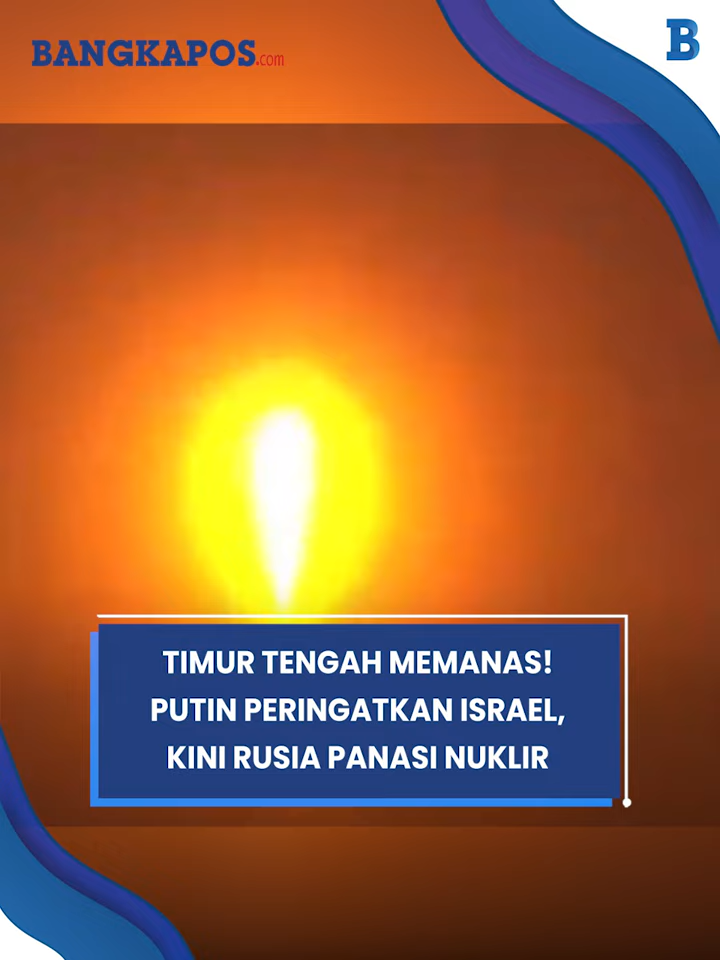 BANGKAPOS.com
B
TIMUR TENGAH MEMANAS!
PUTIN PERINGATKAN ISRAEL,
KINI RUSIA PANASI NUKLIR